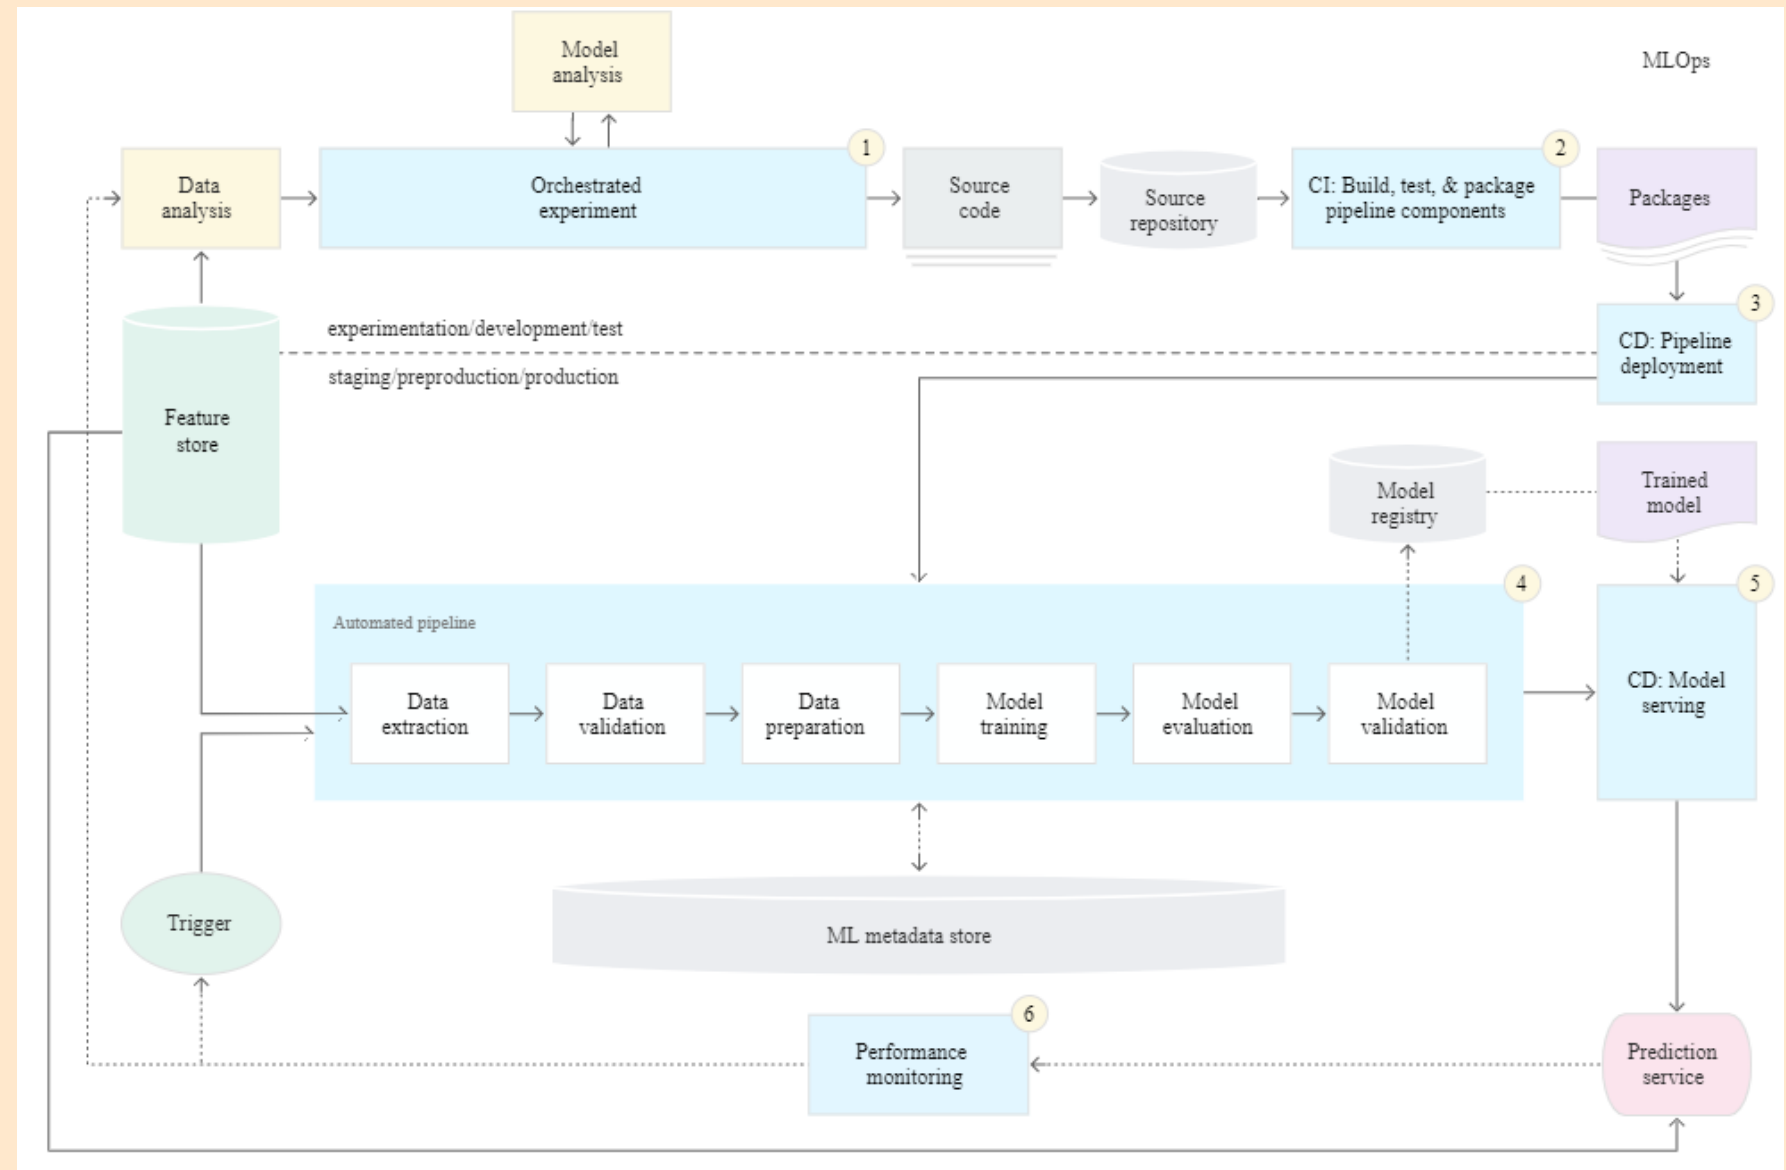 Model
analysis
MLOps
1
2
Data
analysis
Orchestrated
experiment
Source
code
Source
repository
CI: Build, test, & package
pipeline components
Packages
3
experimentation/development/test
staging/preproduction/production
CD: Pipeline
deployment
Feature
store
Model
registry
Trained
model
4
5
Automated pipeline
Data
extraction
Data
validation
Data
preparation
Model
training
Model
evaluation
Model
validation
CD: Model
serving
Trigger
ML metadata store
6
Performance
monitoring
Prediction
service